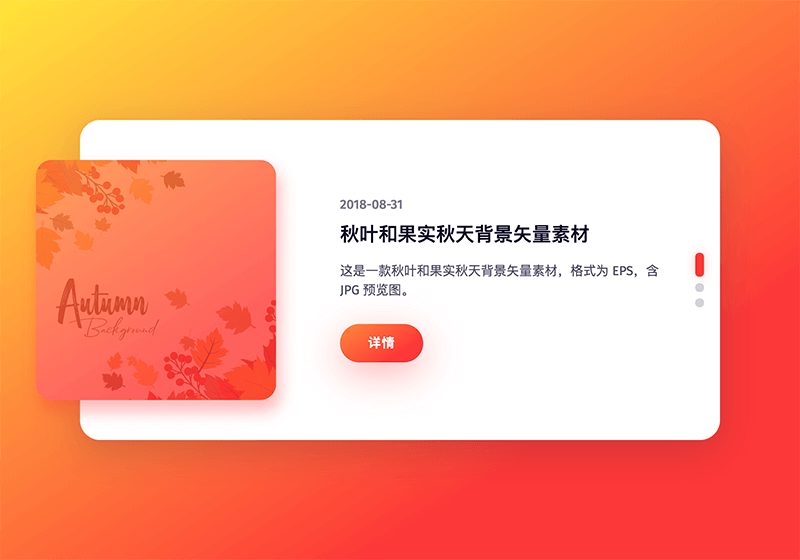 Autumn
Background
2018-08-31
秋叶和果实秋天背景矢量素材
这是一款秋叶和果实秋天背景矢量素材，格式为 EPS，含
JPG 预览图。
详情